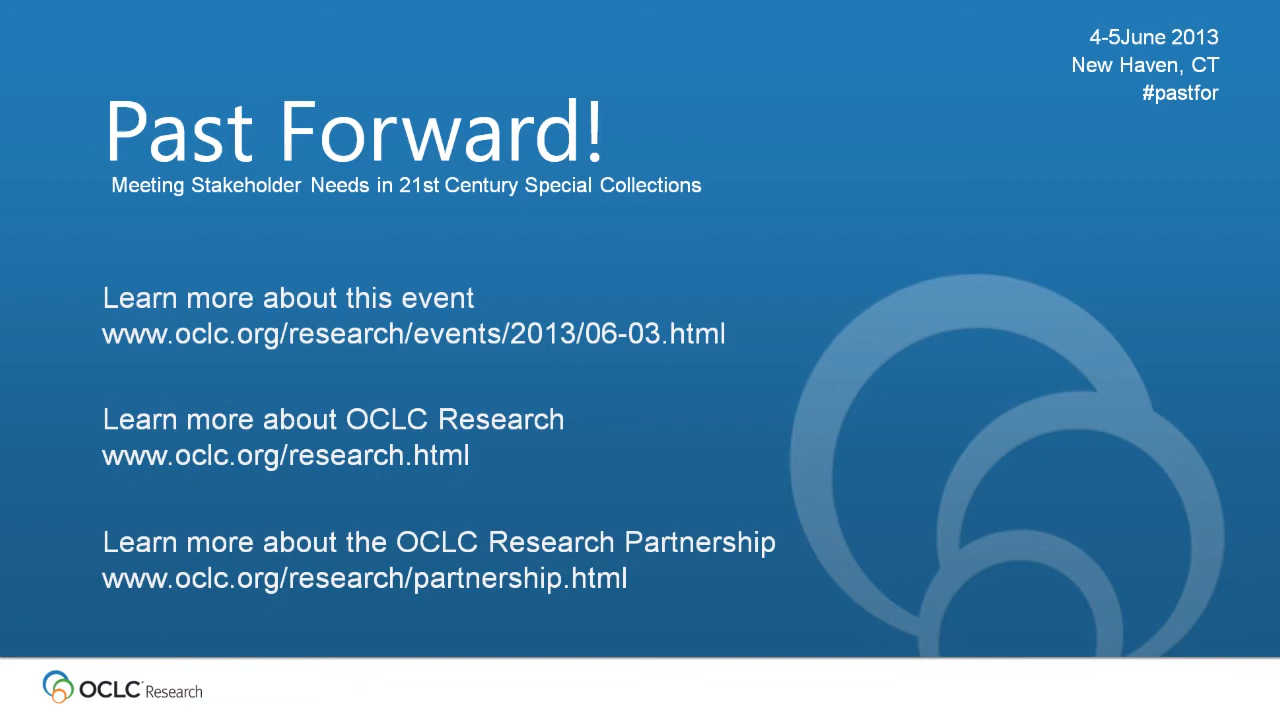 4-5June 2013
New Haven, CT
#pastfor
Past Forward!
Meeting Stakeholder Needs in 21st Century Special Collections
Learn more about this event
www.oclc.org/research/events/2013/06-03.html
Learn more about OCLC Research
www.oclc.org/research.html
Learn more about the OCLC Research Partnership
www.oclc.org/research/partnership.html
OCLC Research